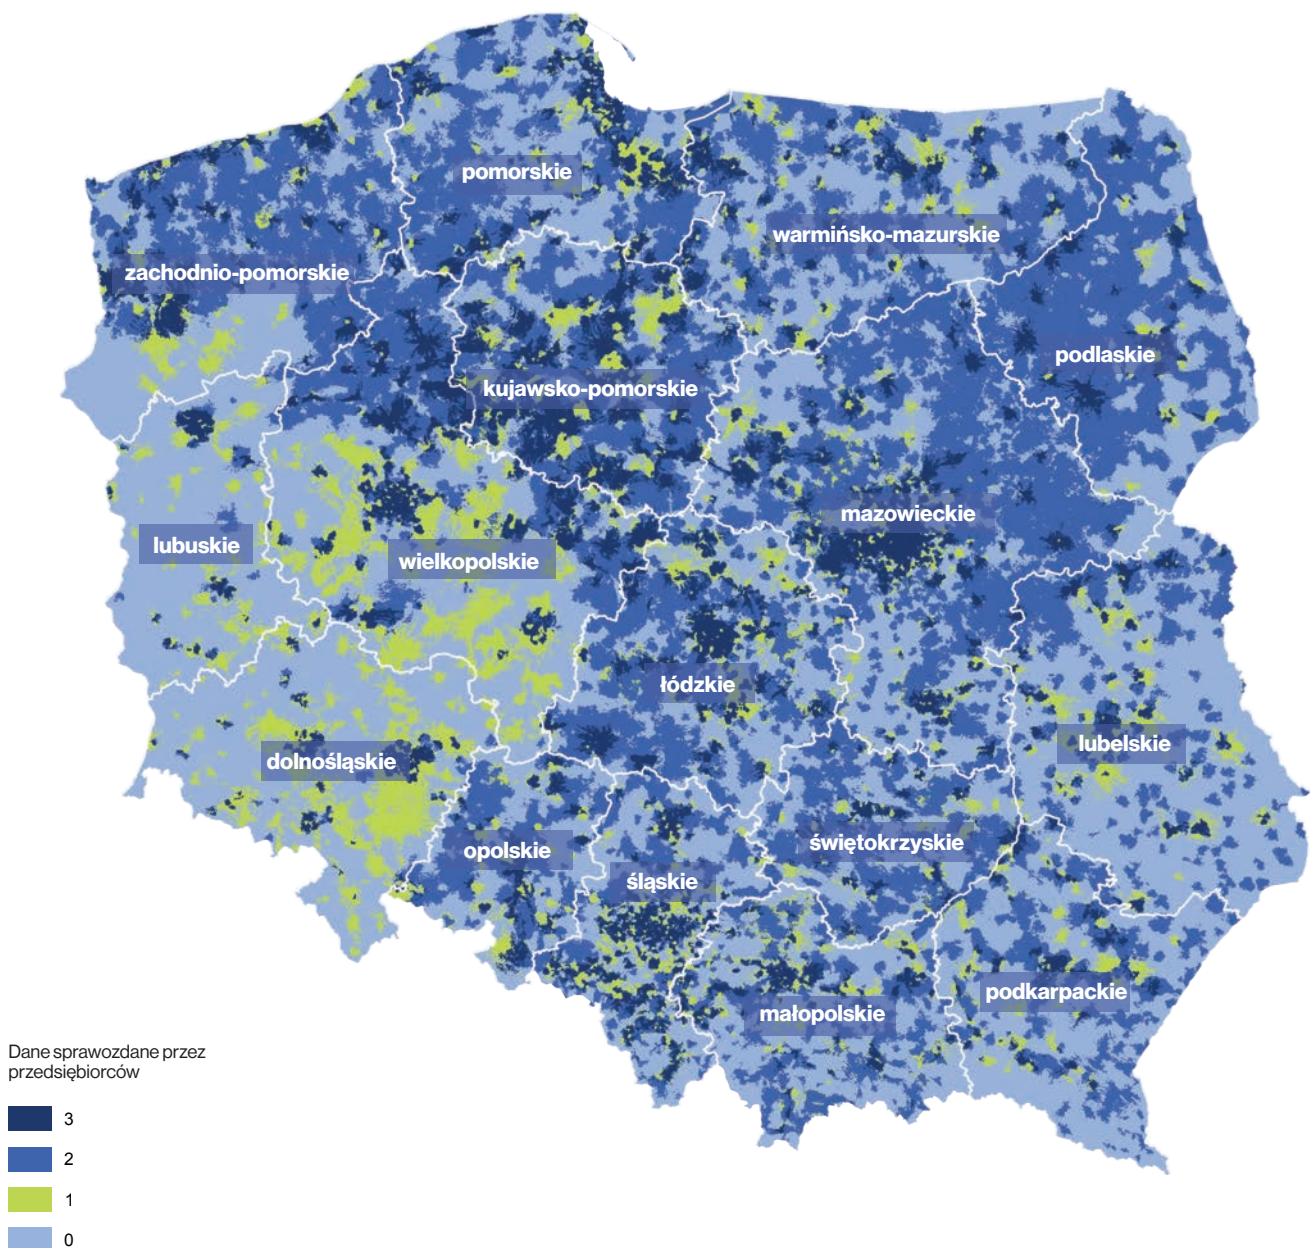 pomorskie
warmińsko-mazurskie
zachodnio-pomorskie
podlaskie
kujawsko-pomorskie
mazowieckie
lubuskie
wielkopolskie
łódzkie
lubelskie
dolnośląskie
świętokrzyskie
opolskie
śląskie
podkarpackie
małopolskie
Dane sprawozdane przez
przedsiębiorców
3
2
1
0